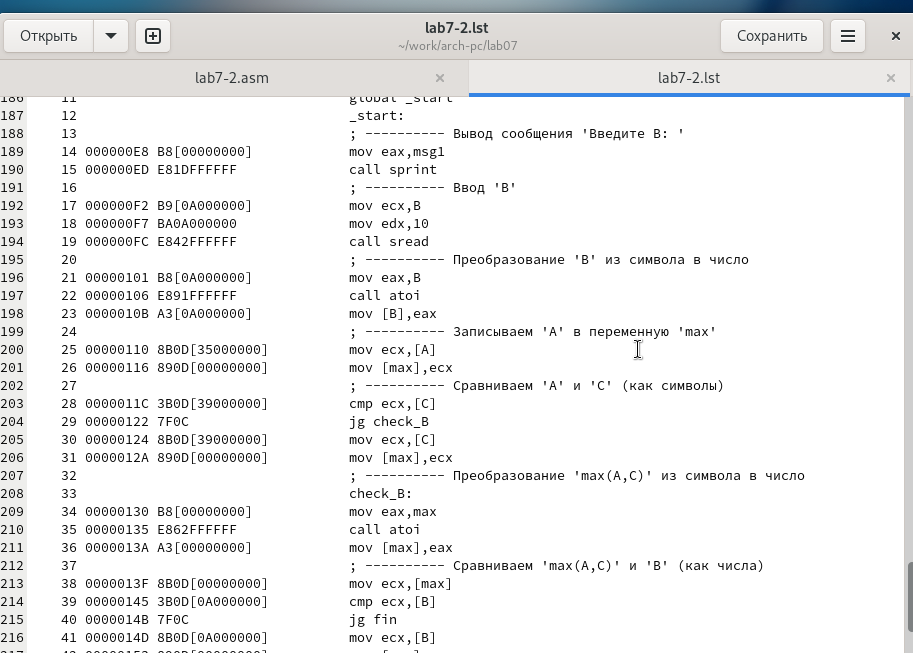 Открыть
lab7-2.lst
~/work/arch-pc/lab07
Сохранить
lab7-2.asm
lab7-2.lst
186 11 global _start
187 12 _start:
188 13 ; ---------- Вывод сообщения 'Введите B: '
189 14 000000E8 B8[00000000] mov eax,msg1
190 15 000000ED E81DFFFFFF call sprint
191 16 ; ---------- Ввод 'B'
192 17 000000F2 B9[0A000000] mov ecx,B
193 18 000000F7 BA0A000000 mov edx,10
194 19 000000FC E842FFFFFF call sread
195 20 ; ---------- Преобразование 'B' из символа в число
196 21 00000101 B8[0A000000] mov eax,B
197 22 00000106 E891FFFFFF call atoi
198 23 0000010B A3[0A000000] mov [B],eax
199 24 ; ---------- Записываем 'A' в переменную 'max'
200 25 00000110 8B0D[35000000] mov ecx,[A]
201 26 00000116 890D[00000000] mov [max],ecx
202 27 ; ---------- Сравниваем 'A' и 'С' (как символы)
203 28 0000011C 3B0D[39000000] cmp ecx,[C]
204 29 00000122 7F0C jg check_B
205 30 00000124 8B0D[39000000] mov ecx,[C]
206 31 0000012A 890D[00000000] mov [max],ecx
207 32 ; ---------- Преобразование 'max(A,C)' из символа в число
208 33 check_B:
209 34 00000130 B8[00000000] mov eax,max
210 35 00000135 E862FFFFFF call atoi
211 36 0000013A A3[00000000] mov [max],eax
212 37 ; ---------- Сравниваем 'max(A,C)' и 'B' (как числа)
213 38 0000013F 8B0D[00000000] mov ecx,[max]
214 39 00000145 3B0D[0A000000] cmp ecx,[B]
215 40 0000014B 7F0C jg fin
216 41 0000014D 8B0D[0A000000] mov ecx,[B]